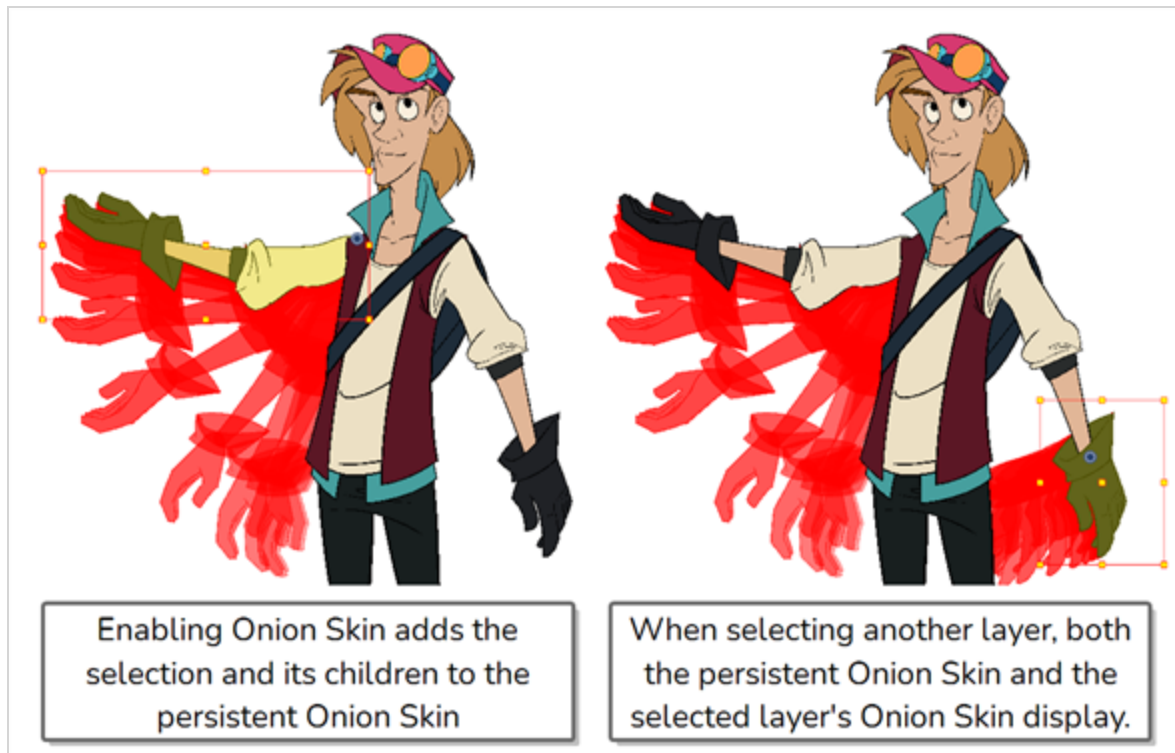 Enabling Onion Skin adds the
selection and its children to the
persistent Onion Skin
When selecting another layer, both
the persistent Onion Skin and the
selected layer's Onion Skin display.